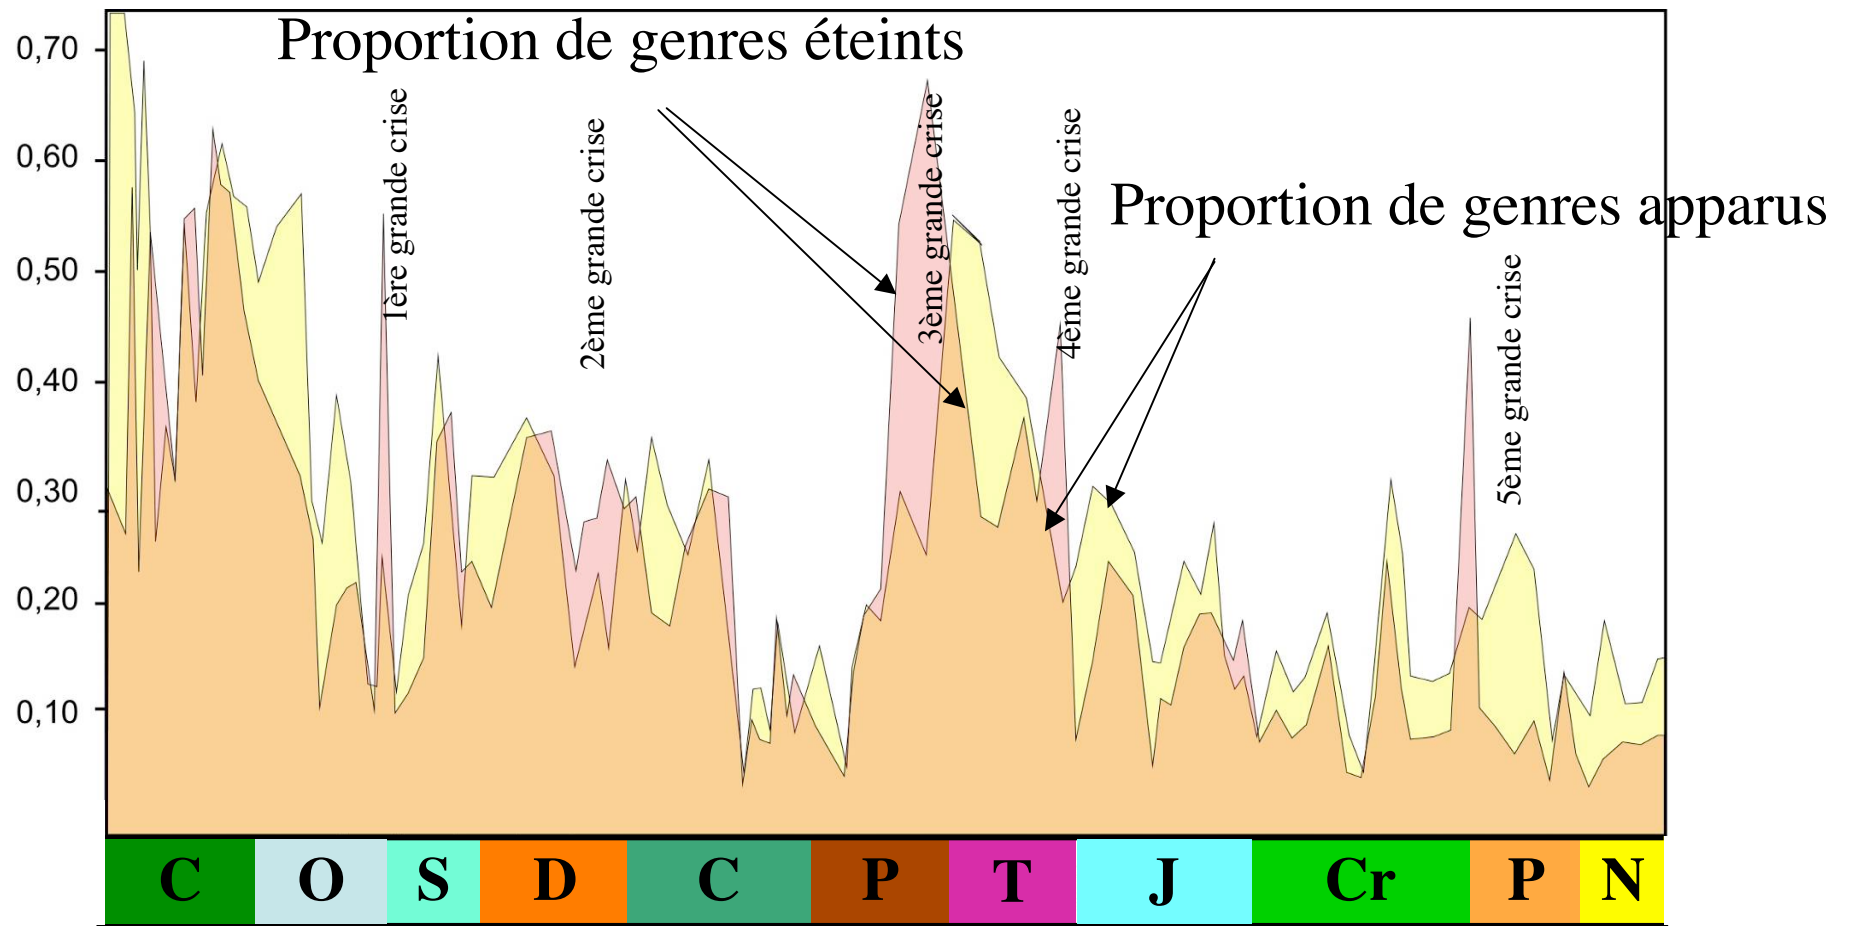 Proportion de genres éteints
Proportion de genres apparus
0,70
0,60
0,50
0,40
0,30
0,20
0,10
1ère grande crise
2ème grande crise
3ème grande crise
4ème grande crise
5ème grande crise
C O S D C P T J Cr P N